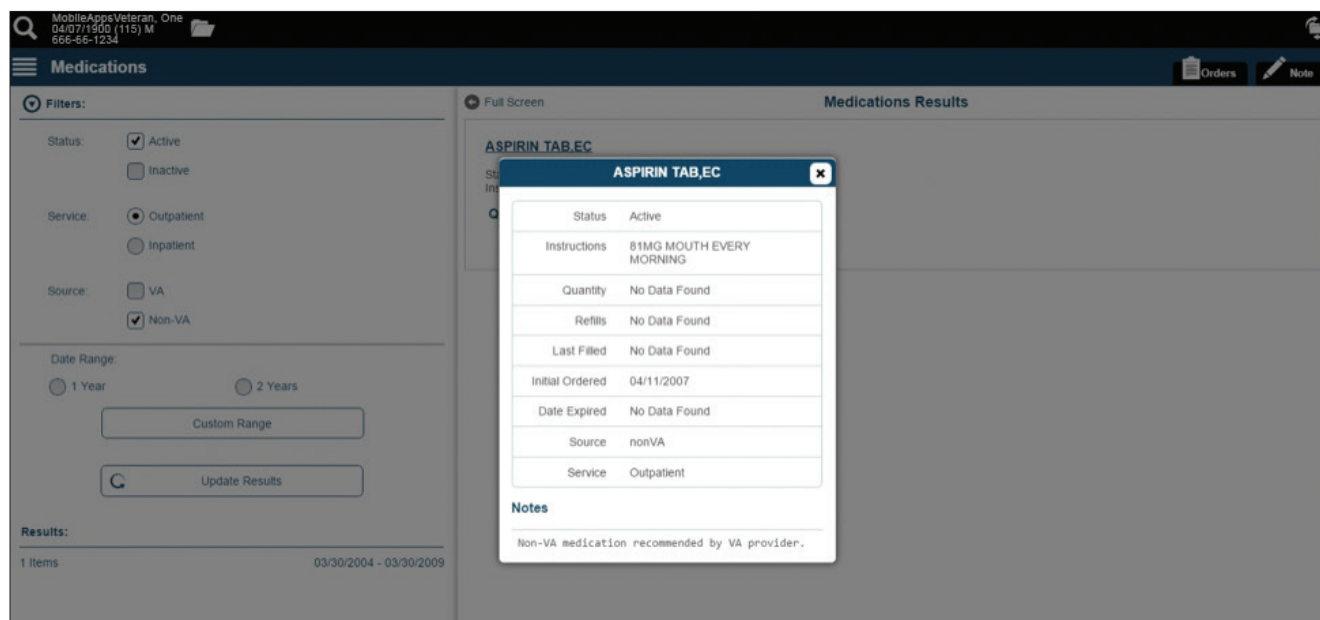 MobileAppsVeteran, One
04/07/1900 (115) M
666-66-1234
Medications
Orders
Note
Filters:
Status: Active
Inactive
Service: Outpatient
Inpatient
Source: VA
Non-VA
Date Range:
1 Year 2 Years
Custom Range
Update Results
Results:
1 Items 03/30/2004 - 03/30/2009
Full Screen Medications Results
ASPIRIN TAB,EC
ASPIRIN TAB,EC
Status Active
Instructions 81MG MOUTH EVERY
MORNING
Quantity No Data Found
Refills No Data Found
Last Filled No Data Found
Initial Ordered 04/11/2007
Date Expired No Data Found
Source nonVA
Service Outpatient
Notes
Non-VA medication recommended by VA provider.